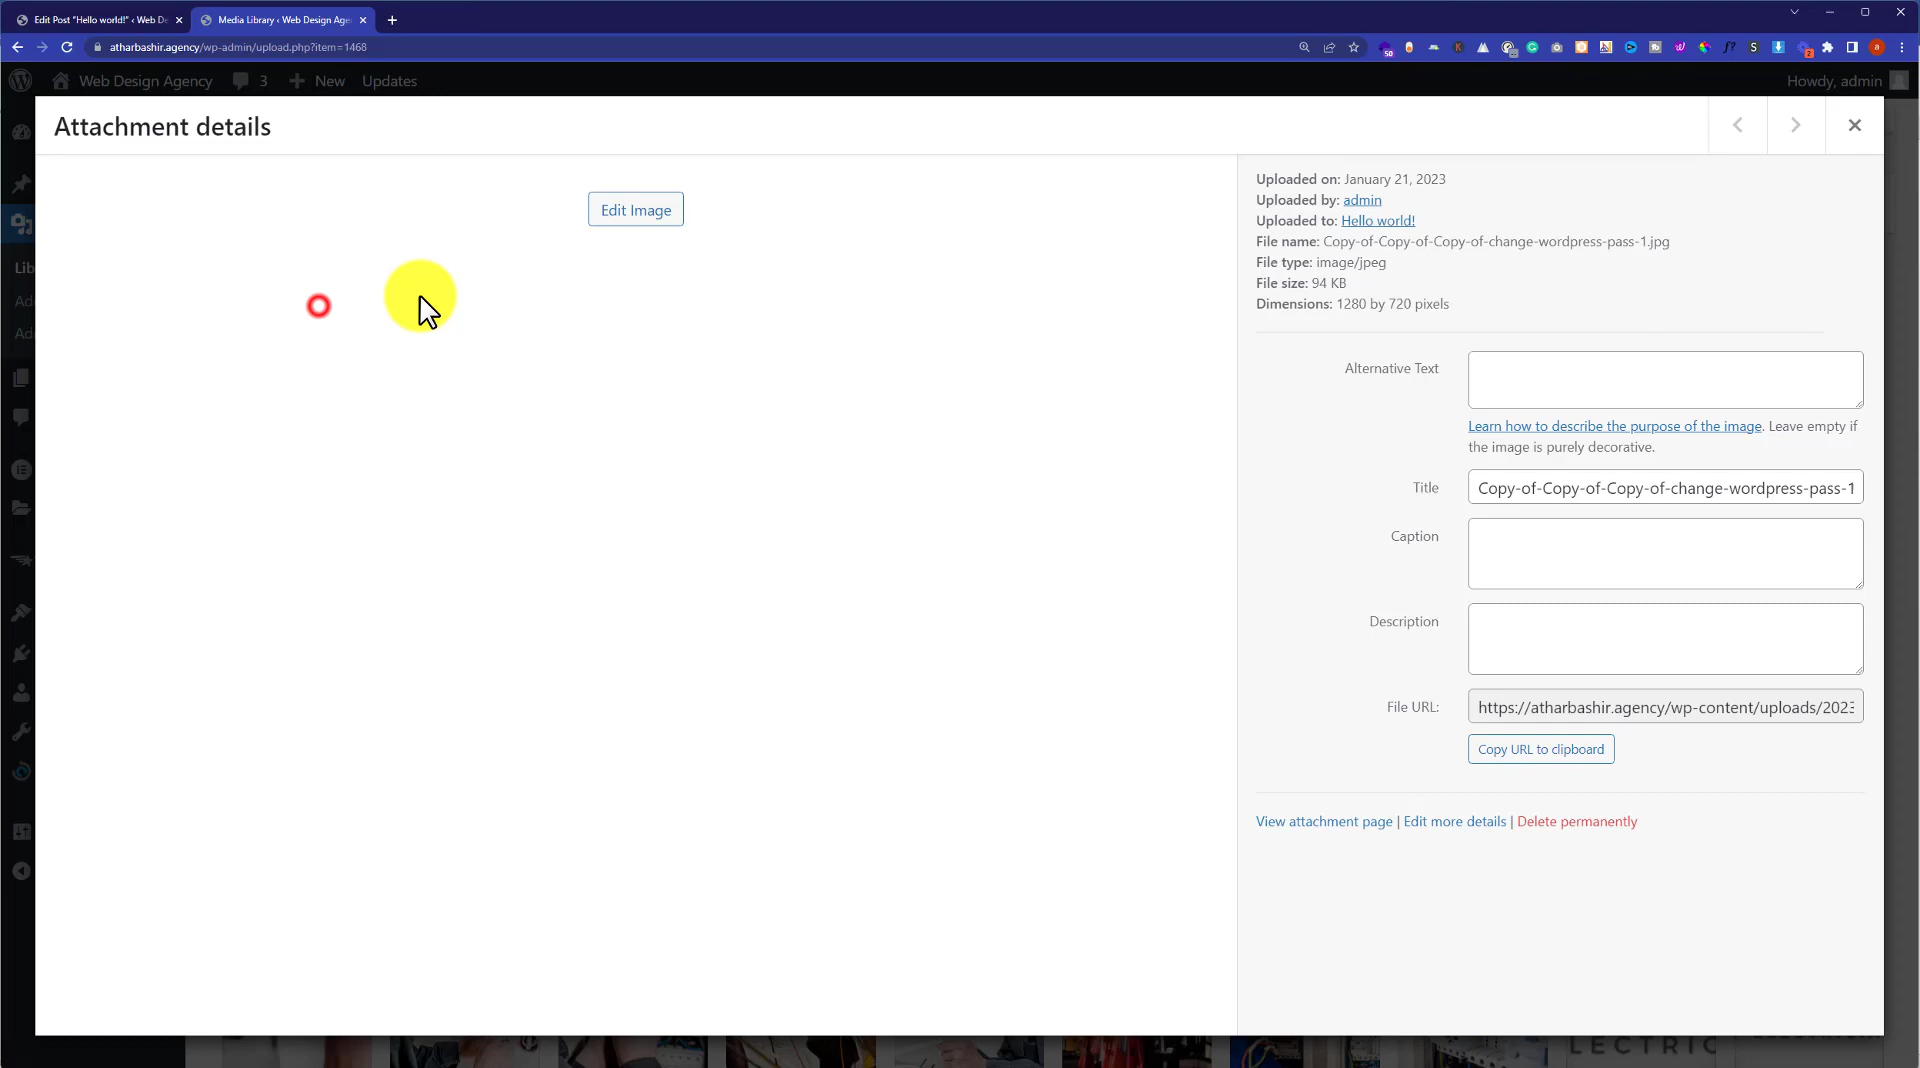 Edit Post "Hello world!" ‹ Web De
Media Library ‹ Web Design Agen
atharbashir.agency/wp-admin/upload.php?item=1468
50
2
a
Web Design Agency
3
New
Updates
Howdy, admin
Attachment details
Edit Image
Uploaded on: January 21, 2023
Uploaded by: admin
Uploaded to: Hello world!
File name: Copy-of-Copy-of-Copy-of-change-wordpress-pass-1.jpg
File type: image/jpeg
File size: 94 KB
Dimensions: 1280 by 720 pixels
Lib
Ad
Ad
Alternative Text
Learn how to describe the purpose of the image. Leave empty if
the image is purely decorative.
Title
Copy-of-Copy-of-Copy-of-change-wordpress-pass-1
Caption
Description
File URL:
https://atharbashir.agency/wp-content/uploads/2023
Copy URL to clipboard
View attachment page | Edit more details | Delete permanently
LECTRIC